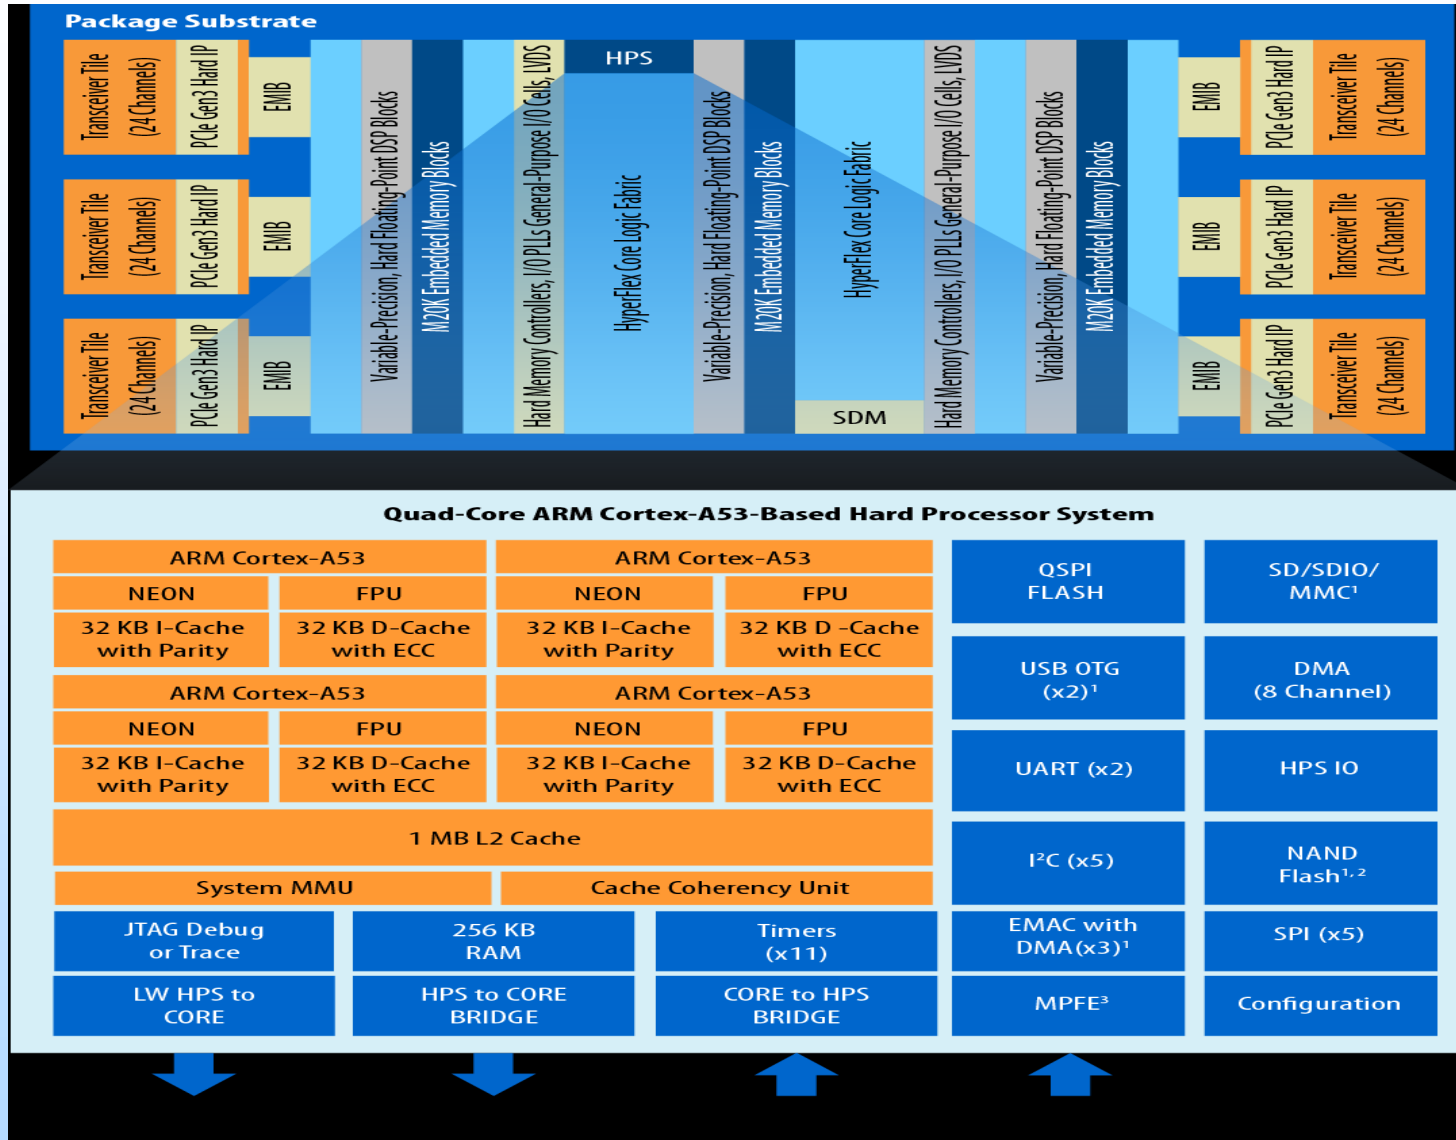 Package Substrate
Transceiver Tile
(24 Channels)
PCIe Gen3 Hard IP
EMIB
Transceiver Tile
(24 Channels)
PCIe Gen3 Hard IP
EMIB
Transceiver Tile
(24 Channels)
PCIe Gen3 Hard IP
EMIB
Variable-Precision, Hard Floating-Point DSP Blocks
M20K Embedded Memory Blocks
Hard Memory Controllers, I/O PLLs General-Purpose I/O Cells, LVDS
HPS
HyperFlex Core Logic Fabric
Variable-Precision, Hard Floating-Point DSP Blocks
M20K Embedded Memory Blocks
HyperFlex Core Logic Fabric
SDM
Hard Memory Controllers, I/O PLLs General-Purpose I/O Cells, LVDS
Variable-Precision, Hard Floating-Point DSP Blocks
M20K Embedded Memory Blocks
EMIB
PCIe Gen3 Hard IP
Transceiver Tile
(24 Channels)
EMIB
PCIe Gen3 Hard IP
Transceiver Tile
(24 Channels)
EMIB
PCIe Gen3 Hard IP
Transceiver Tile
(24 Channels)
Quad-Core ARM Cortex-A53-Based Hard Processor System
ARM Cortex-A53
NEON
FPU
32 KB I-Cache
with Parity
32 KB D-Cache
with ECC
ARM Cortex-A53
NEON
FPU
32 KB I-Cache
with Parity
32 KB D -Cache
with ECC
ARM Cortex-A53
NEON
FPU
32 KB I-Cache
with Parity
32 KB D-Cache
with ECC
ARM Cortex-A53
NEON
FPU
32 KB I-Cache
with Parity
32 KB D-Cache
with ECC
1 MB L2 Cache
System MMU
Cache Coherency Unit
JTAG Debug
or Trace
256 KB
RAM
Timers
(x11)
LW HPS to
CORE
HPS to CORE
BRIDGE
CORE to HPS
BRIDGE
QSPI
FLASH
SD/SDIO/
MMC¹
USB OTG
(x2)¹
DMA
(8 Channel)
UART (x2)
HPS IO
I²C (x5)
NAND
Flash¹,²
EMAC with
DMA(x3)¹
SPI (x5)
MPFE³
Configuration